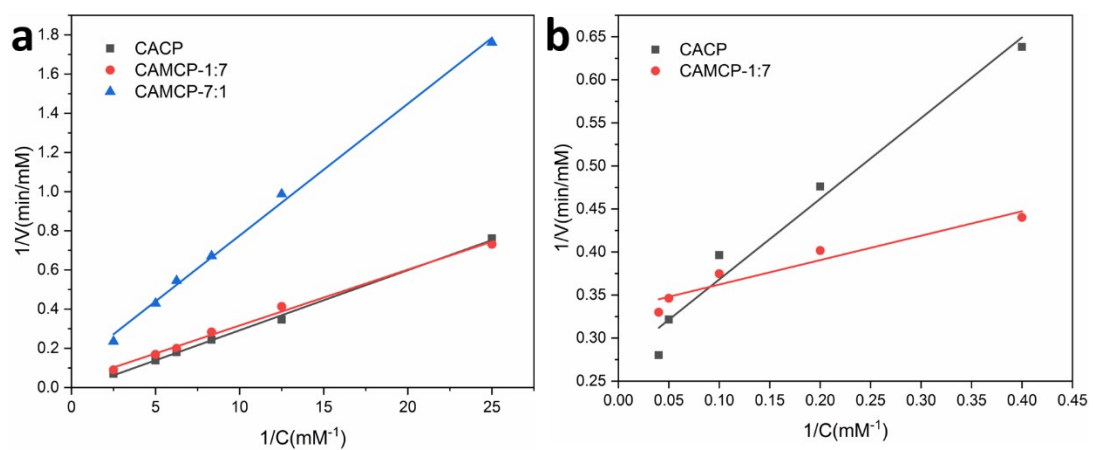 a
CACP
CAMCP-1:7
CAMCP-7:1
1/V(min/mM)
1.8
1.6
1.4
1.2
1.0
0.8
0.6
0.4
0.2
0.0
0 5 10 15 20 25
1/C(mM⁻¹)
b
CACP
CAMCP-1:7
1/V(min/mM)
0.65
0.60
0.55
0.50
0.45
0.40
0.35
0.30
0.25
0.00 0.05 0.10 0.15 0.20 0.25 0.30 0.35 0.40 0.45
1/C(mM⁻¹)